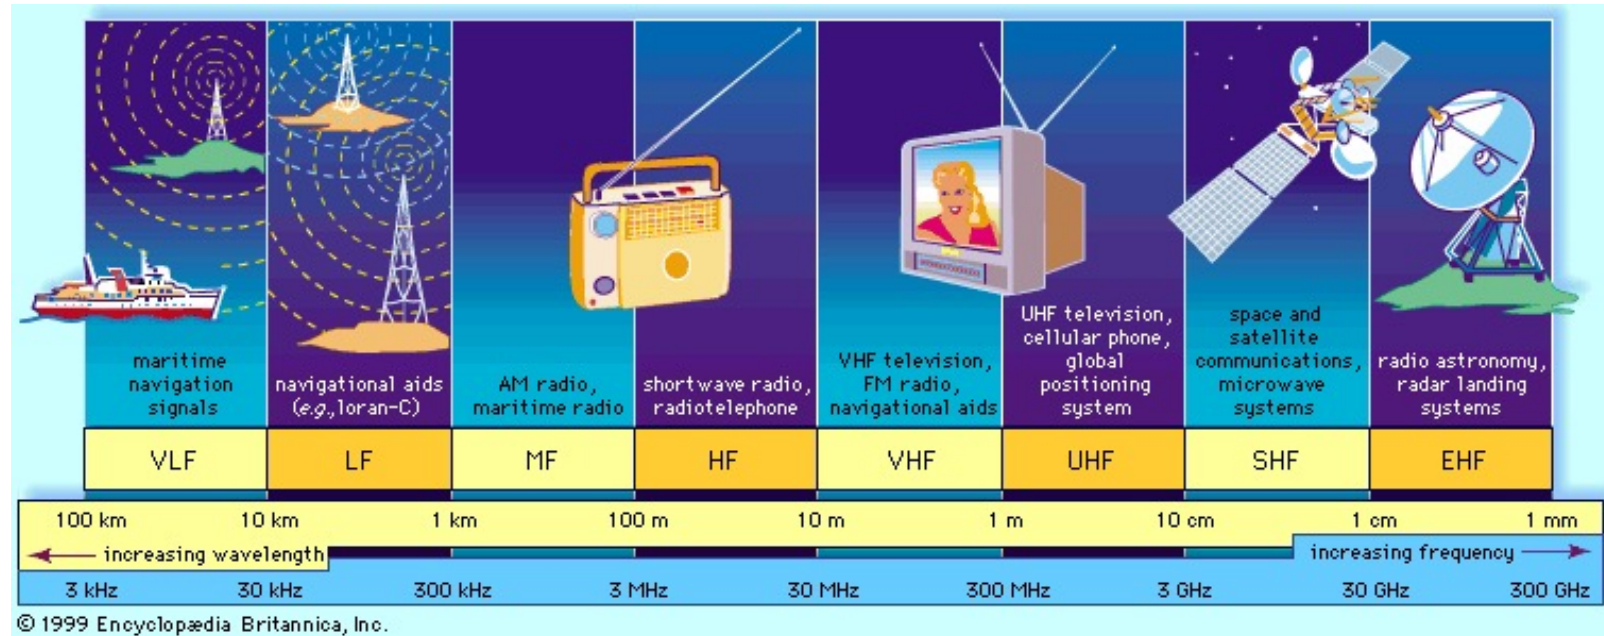 maritime
navigation
signals
navigational aids
(e.g., loran-C)
AM radio,
maritime radio
shortwave radio,
radiotelephone
VHF television,
FM radio,
navigational aids
UHF television,
cellular phone,
global
positioning
system
space and
satellite
communications,
microwave
systems
radio astronomy,
radar landing
systems
VLF LF MF HF VHF UHF SHF EHF
100 km 10 km 1 km 100 m 10 m 1 m 10 cm 1 cm 1 mm
increasing wavelength increasing frequency
3 kHz 30 kHz 300 kHz 3 MHz 30 MHz 300 MHz 3 GHz 30 GHz 300 GHz
© 1999 Encyclopædia Britannica, Inc.